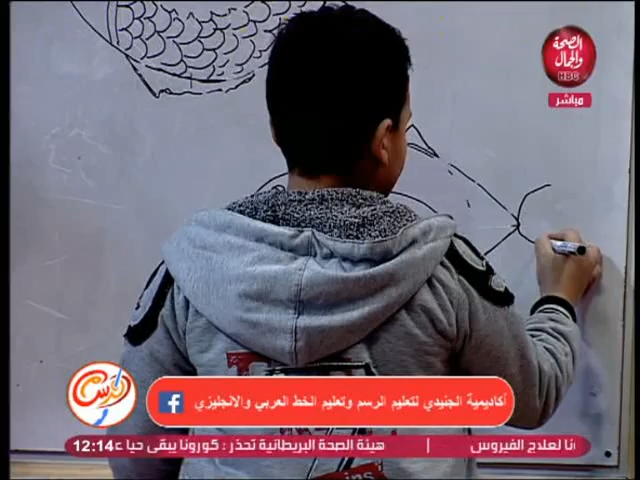 الصحة
والجمال
HBC
مباشر
أكاديمية الجنيدي لتعليم الرسم وتعليم الخط العربي والانجليزي
نا لعلاج الفيروس | هيئة الصحة البريطانية تحذر : كورونا يبقى حيا ء
12:14